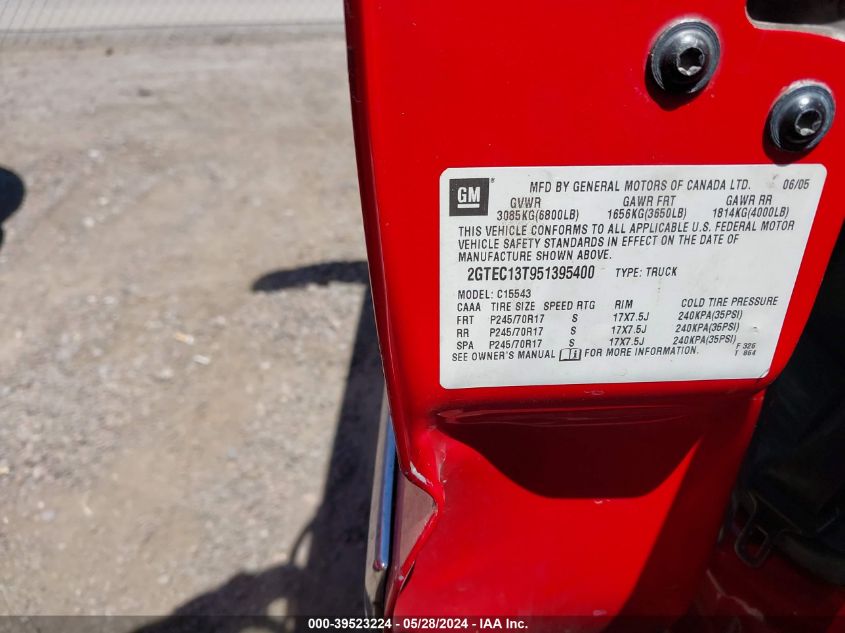 GM
MFD BY GENERAL MOTORS OF CANADA LTD. 06/05
GVWR GAWR FRT GAWR RR
3085KG(6800LB) 1656KG(3650LB) 1814KG(4000LB)
THIS VEHICLE CONFORMS TO ALL APPLICABLE U.S. FEDERAL MOTOR
VEHICLE SAFETY STANDARDS IN EFFECT ON THE DATE OF
MANUFACTURE SHOWN ABOVE.
2GTEC13T951395400 TYPE: TRUCK
MODEL: C15543
CAAA TIRE SIZE SPEED RTG RIM COLD TIRE PRESSURE
FRT P245/70R17 S 17X7.5J 240KPA(35PSI)
RR P245/70R17 S 17X7.5J 240KPA(35PSI)
SPA P245/70R17 S 17X7.5J 240KPA(35PSI)
SEE OWNER'S MANUAL FOR MORE INFORMATION.
F 326
T 864
000-39523224 - 05/28/2024 - IAA Inc.